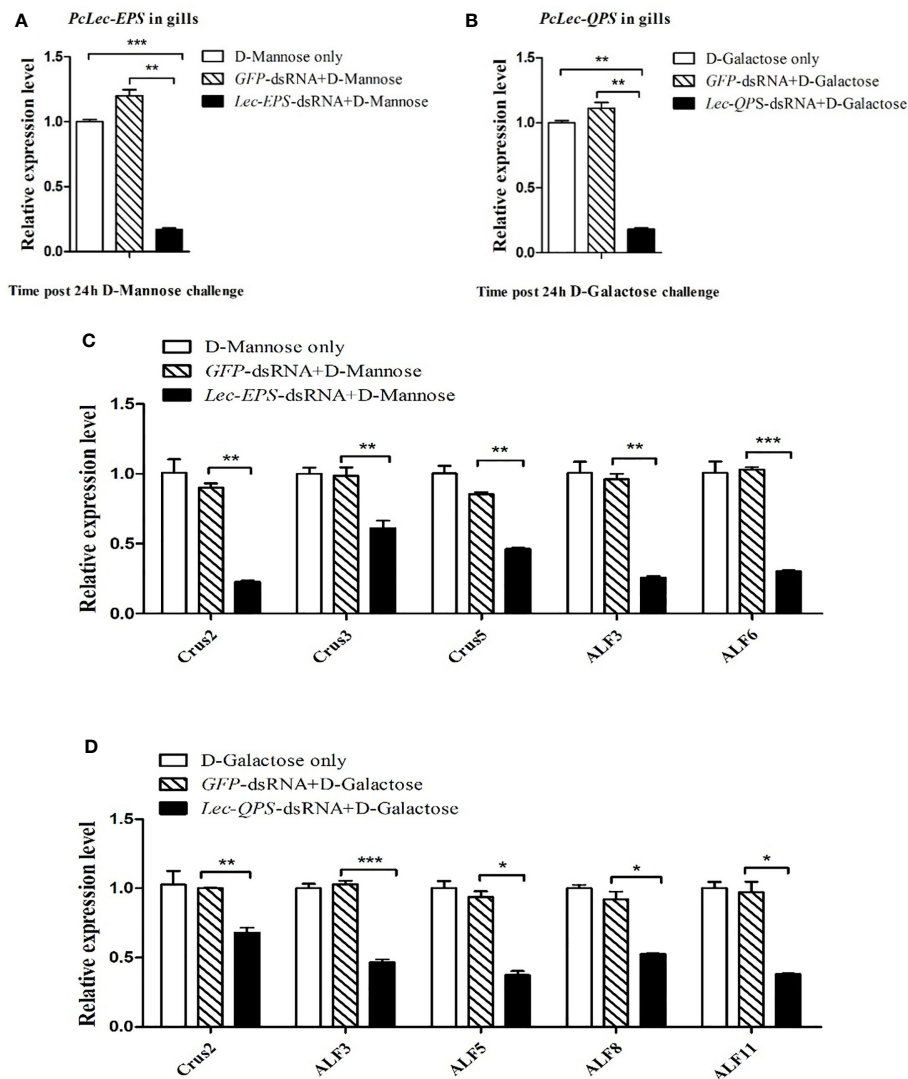 A
PcLec-EPS in gills
D-Mannose only
GFP-dsRNA+D-Mannose
Lec-EPS-dsRNA+D-Mannose
***
**
Relative expression level
1.5
1.0
0.5
0.0
Time post 24h D-Mannose challenge
B
PcLec-QPS in gills
D-Galactose only
GFP-dsRNA+D-Galactose
Lec-QPS-dsRNA+D-Galactose
**
**
Relative expression level
1.5
1.0
0.5
0.0
Time post 24h D-Galactose challenge
C
D-Mannose only
GFP-dsRNA+D-Mannose
Lec-EPS-dsRNA+D-Mannose
Relative expression level
1.5
1.0
0.5
0.0
** ** ** ** ***
Crus2 Crus3 Crus5 ALF3 ALF6
D
D-Galactose only
GFP-dsRNA+D-Galactose
Lec-QPS-dsRNA+D-Galactose
Relative expression level
1.5
1.0
0.5
0.0
** *** * * *
Crus2 ALF3 ALF5 ALF8 ALF11